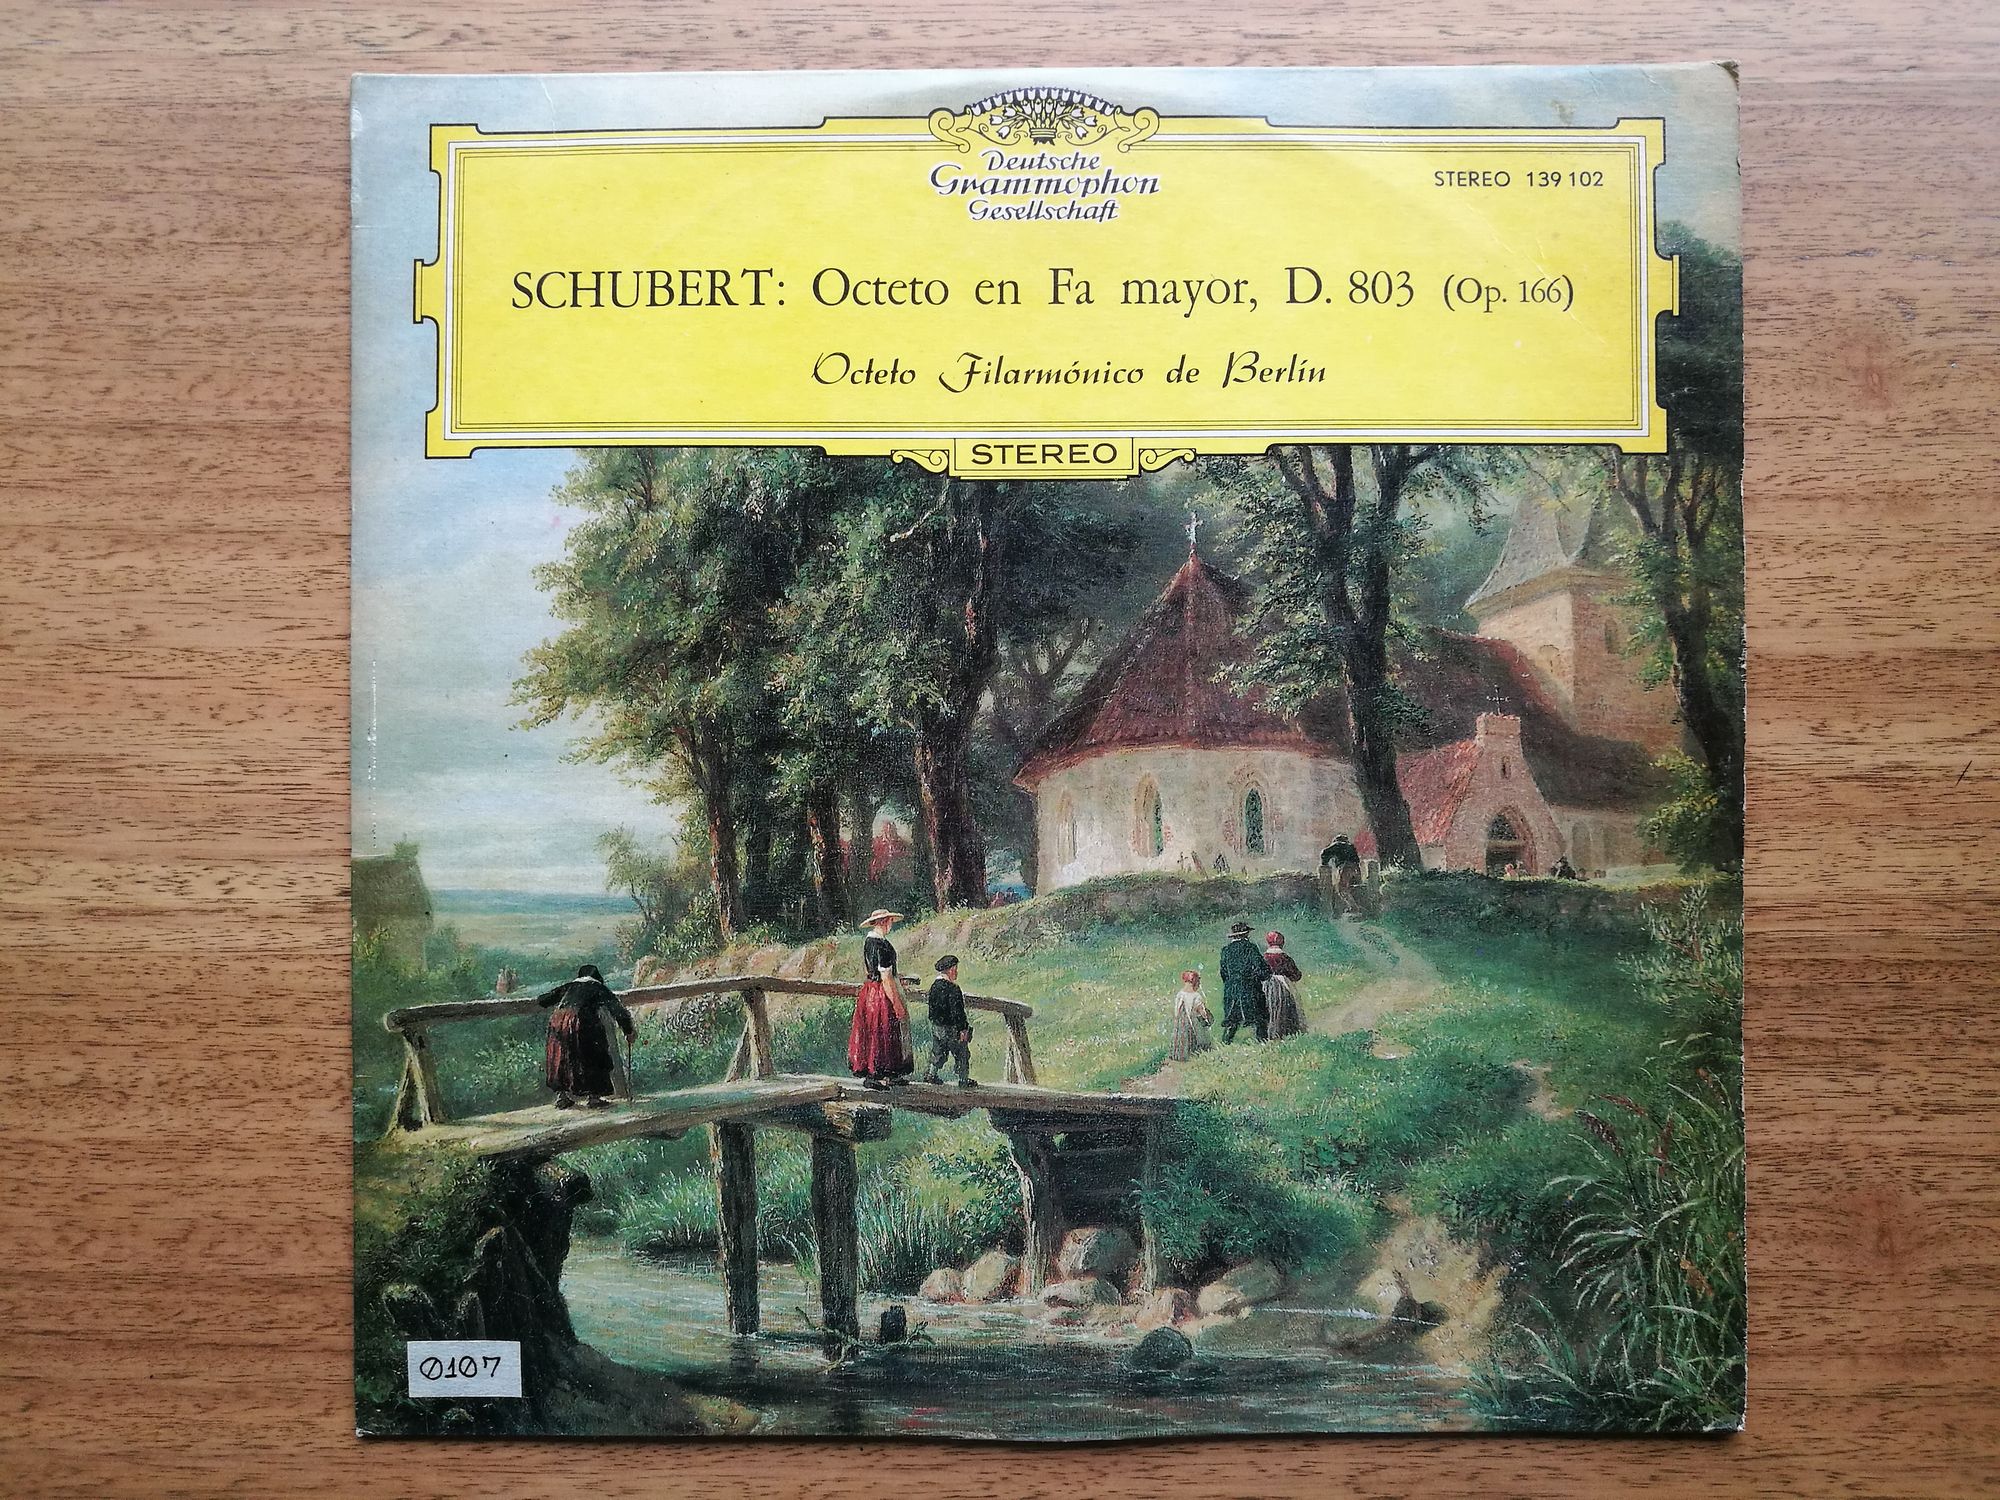 Deutsche
Grammophon
Gesellschaft
STEREO 139 102
SCHUBERT: Octeto en Fa mayor, D. 803 (Op. 166)
Octeto Filarmónico de Berlín
STEREO
0107